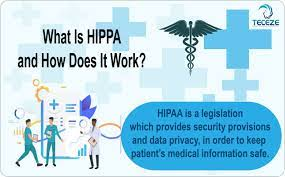 TECEZE
What Is HIPPA
and How Does It Work?
HIPAA is a legislation
which provides security provisions
and data privacy, in order to keep
patient's medical information safe.